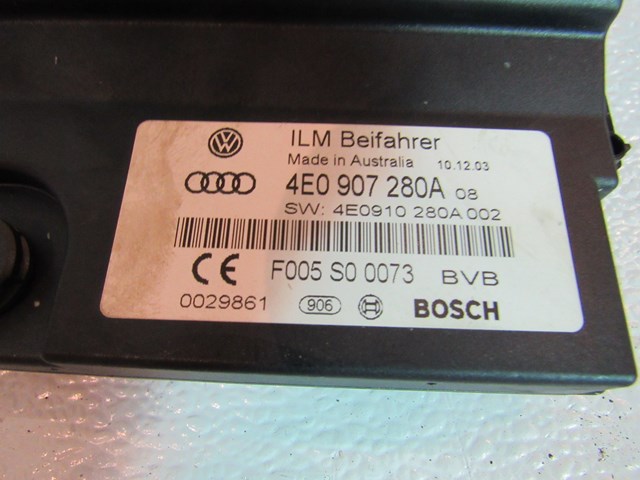 ILM Beifahrer
Made in Australia 10.12.03
4E0 907 280A 08
SW: 4E0910 280A 002
CE F005 S0 0073 BVB
0029861 906 BOSCH